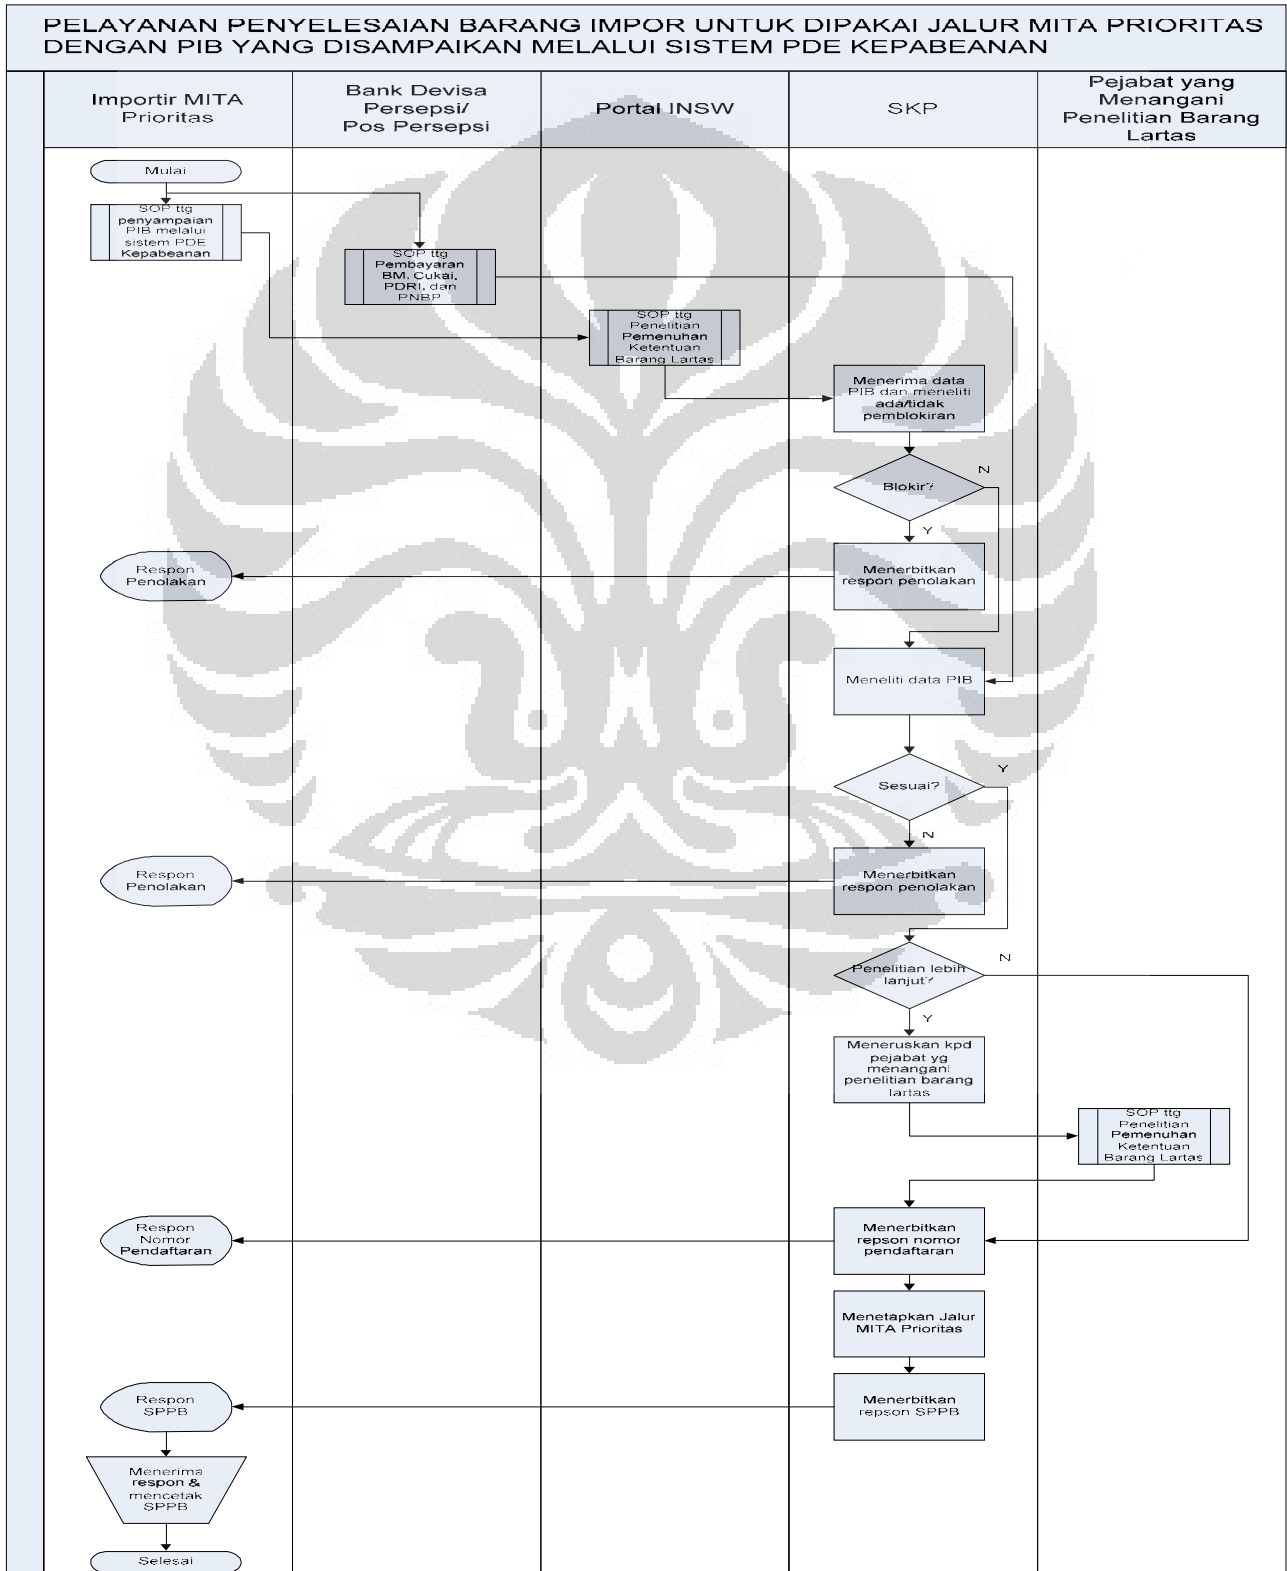 PELAYANAN PENYELESAIAN BARANG IMPOR UNTUK DIPAKAI JALUR MITA PRIORITAS
DENGAN PIB YANG DISAMPAIKAN MELALUI SISTEM PDE KEPABEANAN
Importir MITA
Prioritas
Bank Devisa
Persepsi/
Pos Persepsi
Portal INSW
SKP
Pejabat yang
Menangani
Penelitian Barang
Lartas
Mulai
SOP ttg
penyampaian
PIB melalui
sistem PDE
Kepabeanan
SOP ttg
Pembayaran
BM, Cukai,
PDRI, dan
PNBP
SOP ttg
Penelitian
Pemenuhan
Ketentuan
Barang Lartas
Menerima data
PIB dan meneliti
ada/tidak
pemblokiran
Blokir?
N
Y
Respon
Penolakan
Menerbitkan
respon penolakan
Meneliti data PIB
Sesuai?
Y
N
Respon
Penolakan
Menerbitkan
respon penolakan
Penelitian lebih
lanjut?
N
Y
Meneruskan kpd
pejabat yg
menangani
penelitian barang
lartas
SOP ttg
Penelitian
Pemenuhan
Ketentuan
Barang Lartas
Respon
Nomor
Pendaftaran
Menerbitkan
repson nomor
pendaftaran
Menetapkan Jalur
MITA Prioritas
Respon
SPPB
Menerbitkan
repson SPPB
Menerima
respon &
mencetak
SPPB
Selesai